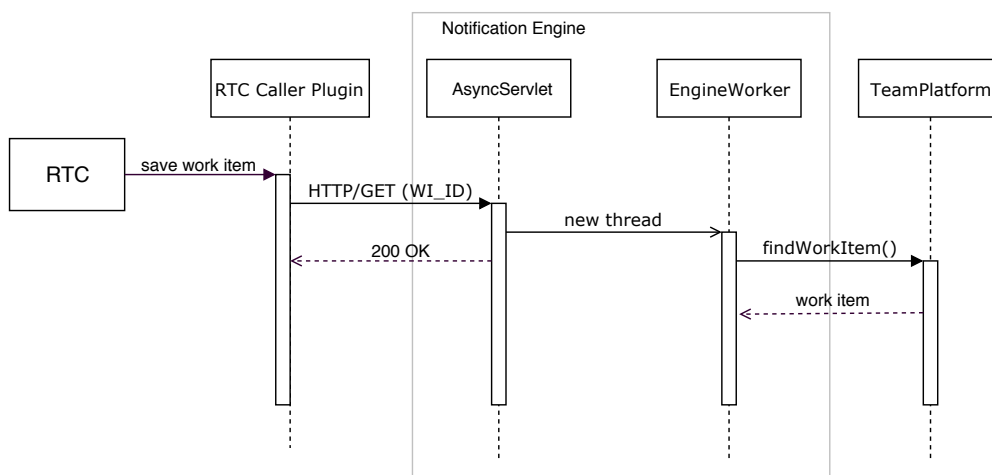 Notification Engine
RTC Caller Plugin
AsyncServlet
EngineWorker
TeamPlatform
RTC
save work item
HTTP/GET (WI_ID)
new thread
200 OK
findWorkItem()
work item